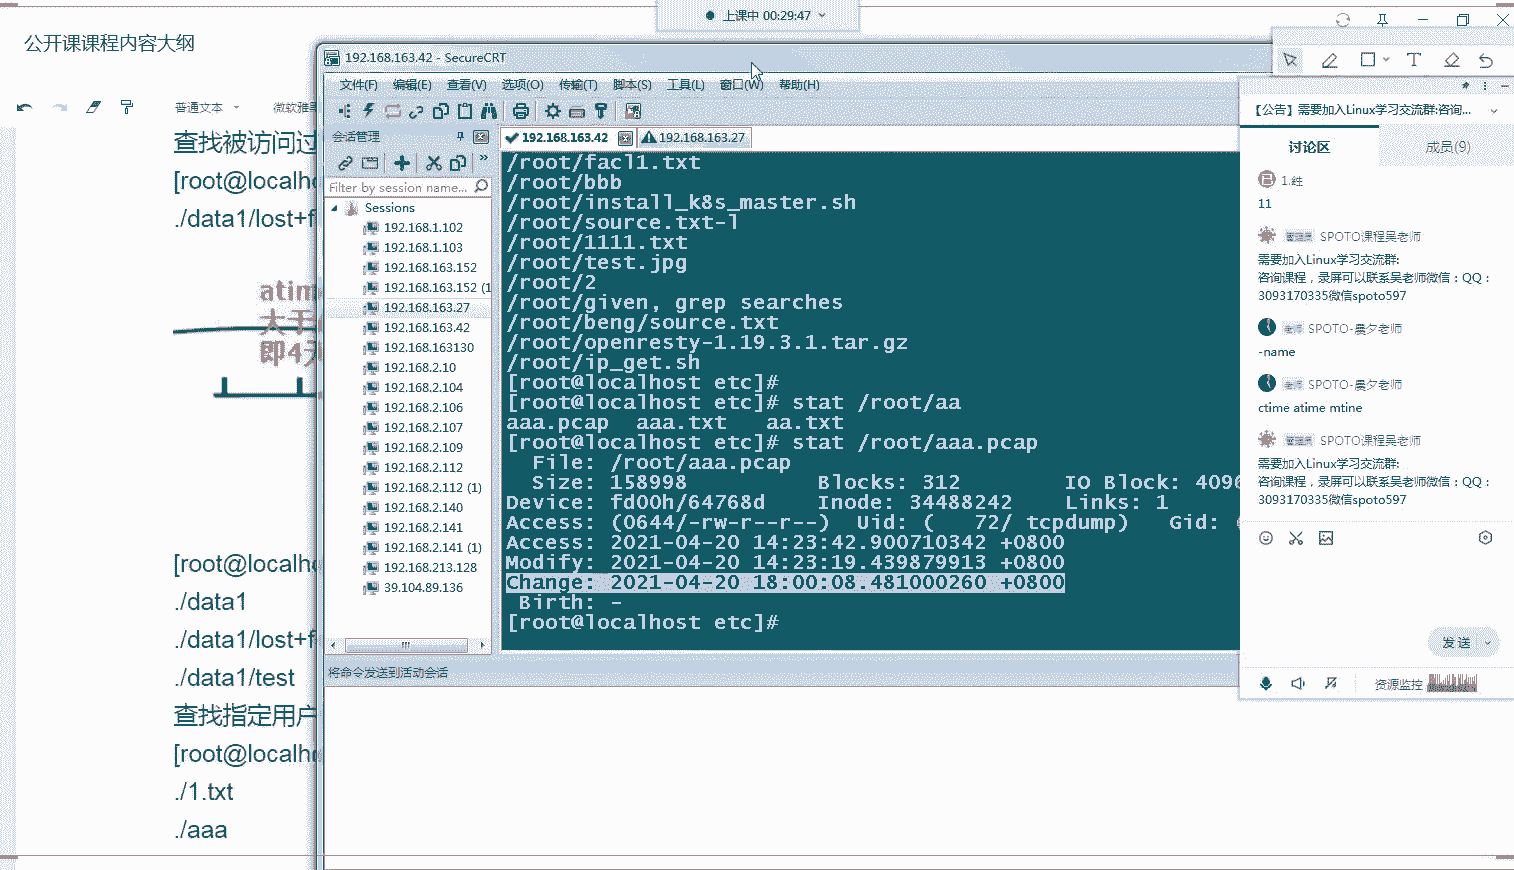 上课中 00:29:47
公开课课程内容大纲
普通文本
微软雅黑
查找被访问过
[root@localh
./data1/lost+f
atim
大于
即4天
[root@localh
./data1
./data1/lost+f
./data1/test
查找指定用户
[root@localh
./1.txt
./aaa
192.168.163.42 - SecureCRT
文件(F) 编辑(E) 查看(V) 选项(O) 传输(T) 脚本(S) 工具(L) 窗口(W) 帮助(H)
会话管理
Filter by session name...
Sessions
192.168.1.102
192.168.1.103
192.168.163.152
192.168.163.152 (1
192.168.163.27
192.168.163.42
192.168.163130
192.168.2.10
192.168.2.104
192.168.2.106
192.168.2.107
192.168.2.109
192.168.2.112
192.168.2.112 (1)
192.168.2.140
192.168.2.141
192.168.2.141 (1)
192.168.213.128
39.104.89.136
将命令发送到活动会话
192.168.163.42 192.168.163.27
/root/facl1.txt
/root/bbb
/root/install_k8s_master.sh
/root/source.txt-l
/root/1111.txt
/root/test.jpg
/root/2
/root/given, grep searches
/root/beng/source.txt
/root/openresty-1.19.3.1.tar.gz
/root/ip_get.sh
[root@localhost etc]#
[root@localhost etc]# stat /root/aa
aaa.pcap aaa.txt aa.txt
[root@localhost etc]# stat /root/aaa.pcap
File: /root/aaa.pcap
Size: 158998 Blocks: 312 IO Block: 4096
Device: fd00h/64768d Inode: 34488242 Links: 1
Access: (0644/-rw-r--r--) Uid: ( 72/ tcpdump) Gid: (
Access: 2021-04-20 14:23:42.900710342 +0800
Modify: 2021-04-20 14:23:19.439879913 +0800
Change: 2021-04-20 18:00:08.481000260 +0800
Birth: -
[root@localhost etc]#
【公告】需要加入Linux学习交流群:咨询...
讨论区 成员(9)
11
管理员 SPOTO课程吴老师
需要加入Linux学习交流群:
咨询课程，录屏可以联系吴老师微信：QQ：
3093170335微信spoto597
老师 SPOTO-晨夕老师
-name
老师 SPOTO-晨夕老师
ctime atime mtine
管理员 SPOTO课程吴老师
需要加入Linux学习交流群:
咨询课程，录屏可以联系吴老师微信：QQ：
3093170335微信spoto597
发送
资源监控